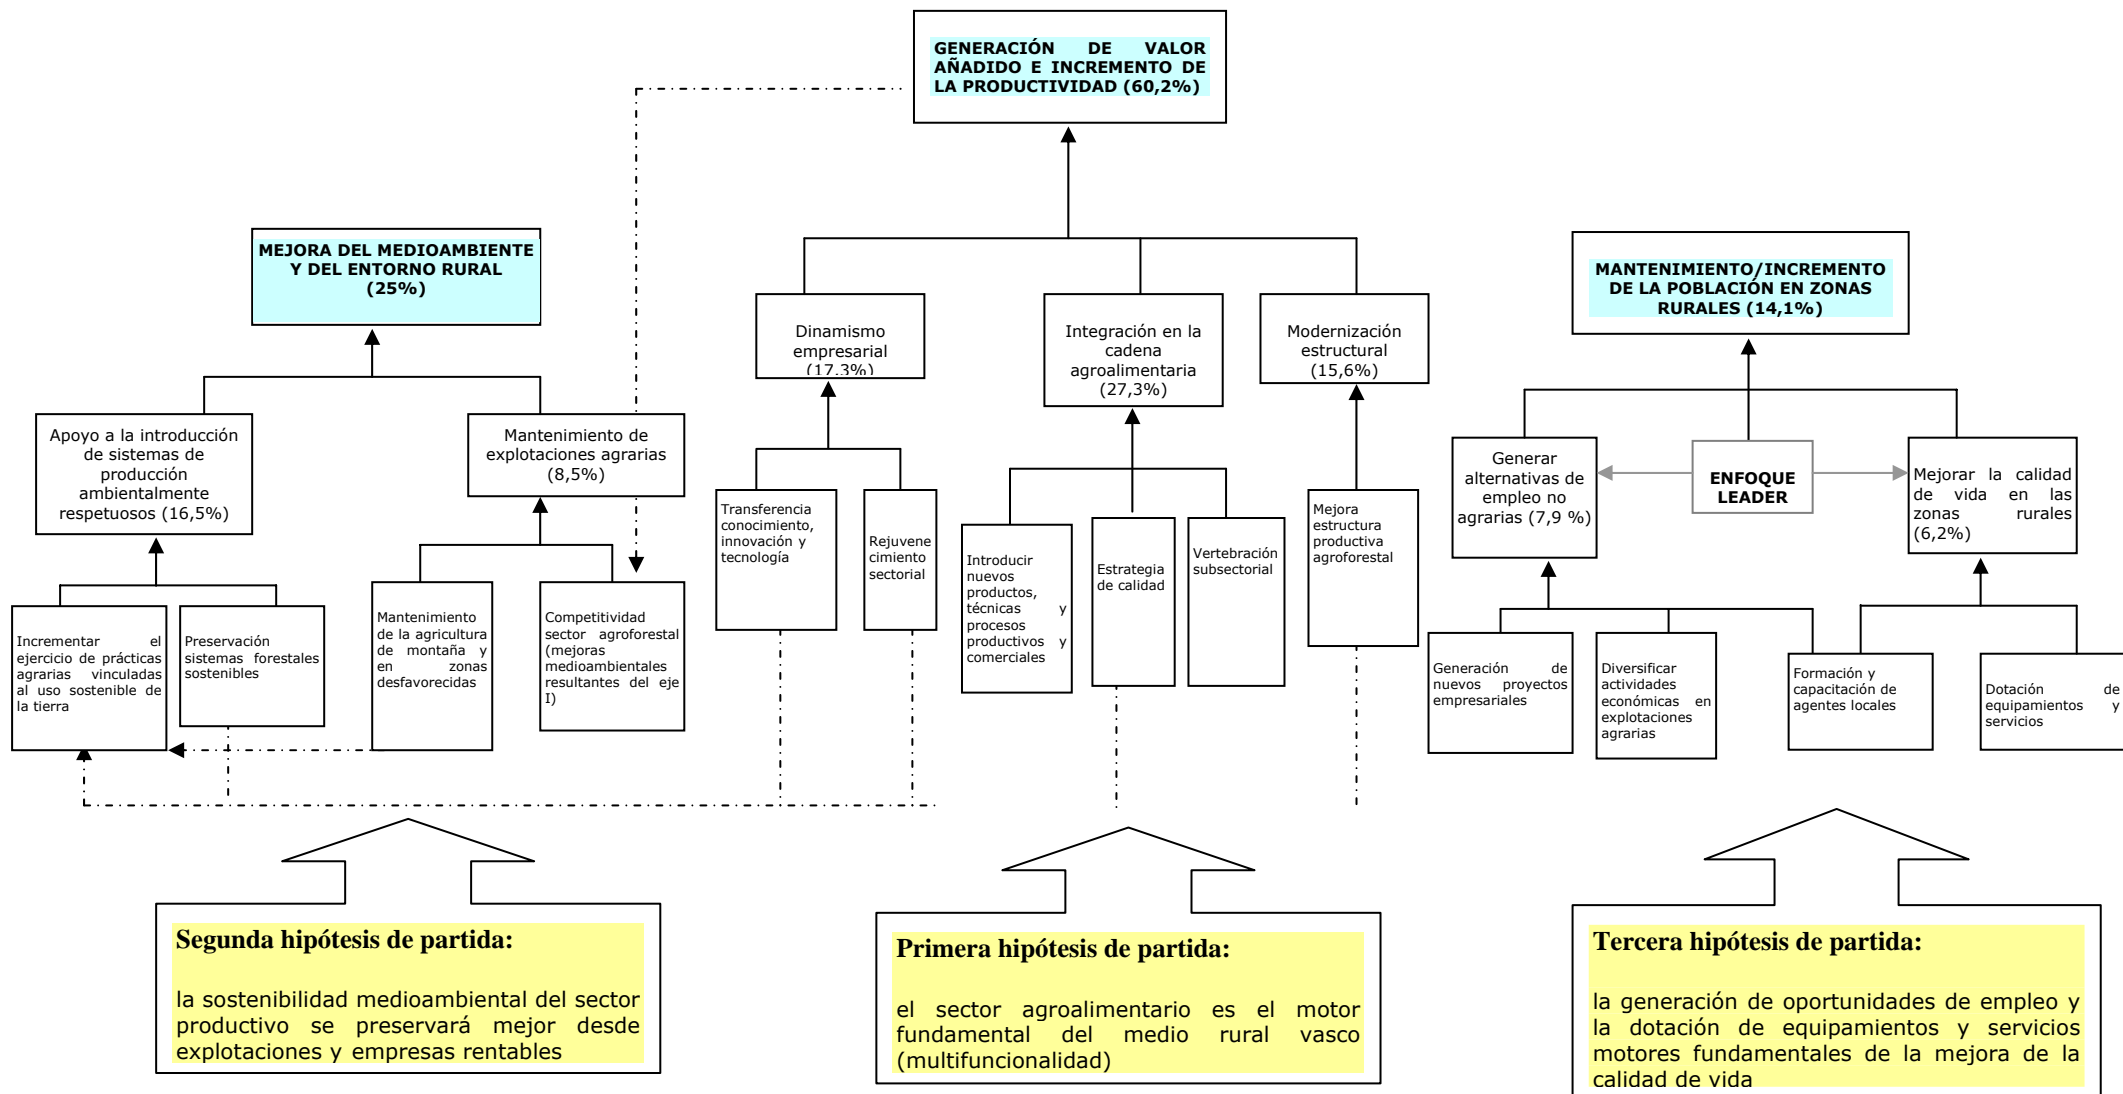 GENERACIÓN DE VALOR
AÑADIDO E INCREMENTO DE
LA PRODUCTIVIDAD (60,2%)
MEJORA DEL MEDIOAMBIENTE
Y DEL ENTORNO RURAL
(25%)
MANTENIMIENTO/INCREMENTO
DE LA POBLACIÓN EN ZONAS
RURALES (14,1%)
Dinamismo
empresarial
(17,3%)
Integración en la
cadena
agroalimentaria
(27,3%)
Modernización
estructural
(15,6%)
Apoyo a la introducción
de sistemas de
producción
ambientalmente
respetuosos (16,5%)
Mantenimiento de
explotaciones agrarias
(8,5%)
Generar
alternativas de
empleo no
agrarias (7,9 %)
ENFOQUE
LEADER
Mejorar la calidad
de vida en las
zonas rurales
(6,2%)
Transferencia
conocimiento,
innovación y
tecnología
Rejuvene
cimiento
sectorial
Introducir
nuevos
productos,
técnicas y
procesos
productivos y
comerciales
Estrategia
de calidad
Vertebración
subsectorial
Mejora
estructura
productiva
agroforestal
Incrementar el
ejercicio de prácticas
agrarias vinculadas
al uso sostenible de
la tierra
Preservación
sistemas forestales
sostenibles
Mantenimiento
de la agricultura
de montaña y
en zonas
desfavorecidas
Competitividad
sector agroforestal
(mejoras
medioambientales
resultantes del eje
I)
Generación de
nuevos proyectos
empresariales
Diversificar
actividades
económicas en
explotaciones
agrarias
Formación y
capacitación de
agentes locales
Dotación de
equipamientos y
servicios
Segunda hipótesis de partida:
la sostenibilidad medioambiental del sector
productivo se preservará mejor desde
explotaciones y empresas rentables
Primera hipótesis de partida:
el sector agroalimentario es el motor
fundamental del medio rural vasco
(multifuncionalidad)
Tercera hipótesis de partida:
la generación de oportunidades de empleo y
la dotación de equipamientos y servicios
motores fundamentales de la mejora de la
calidad de vida